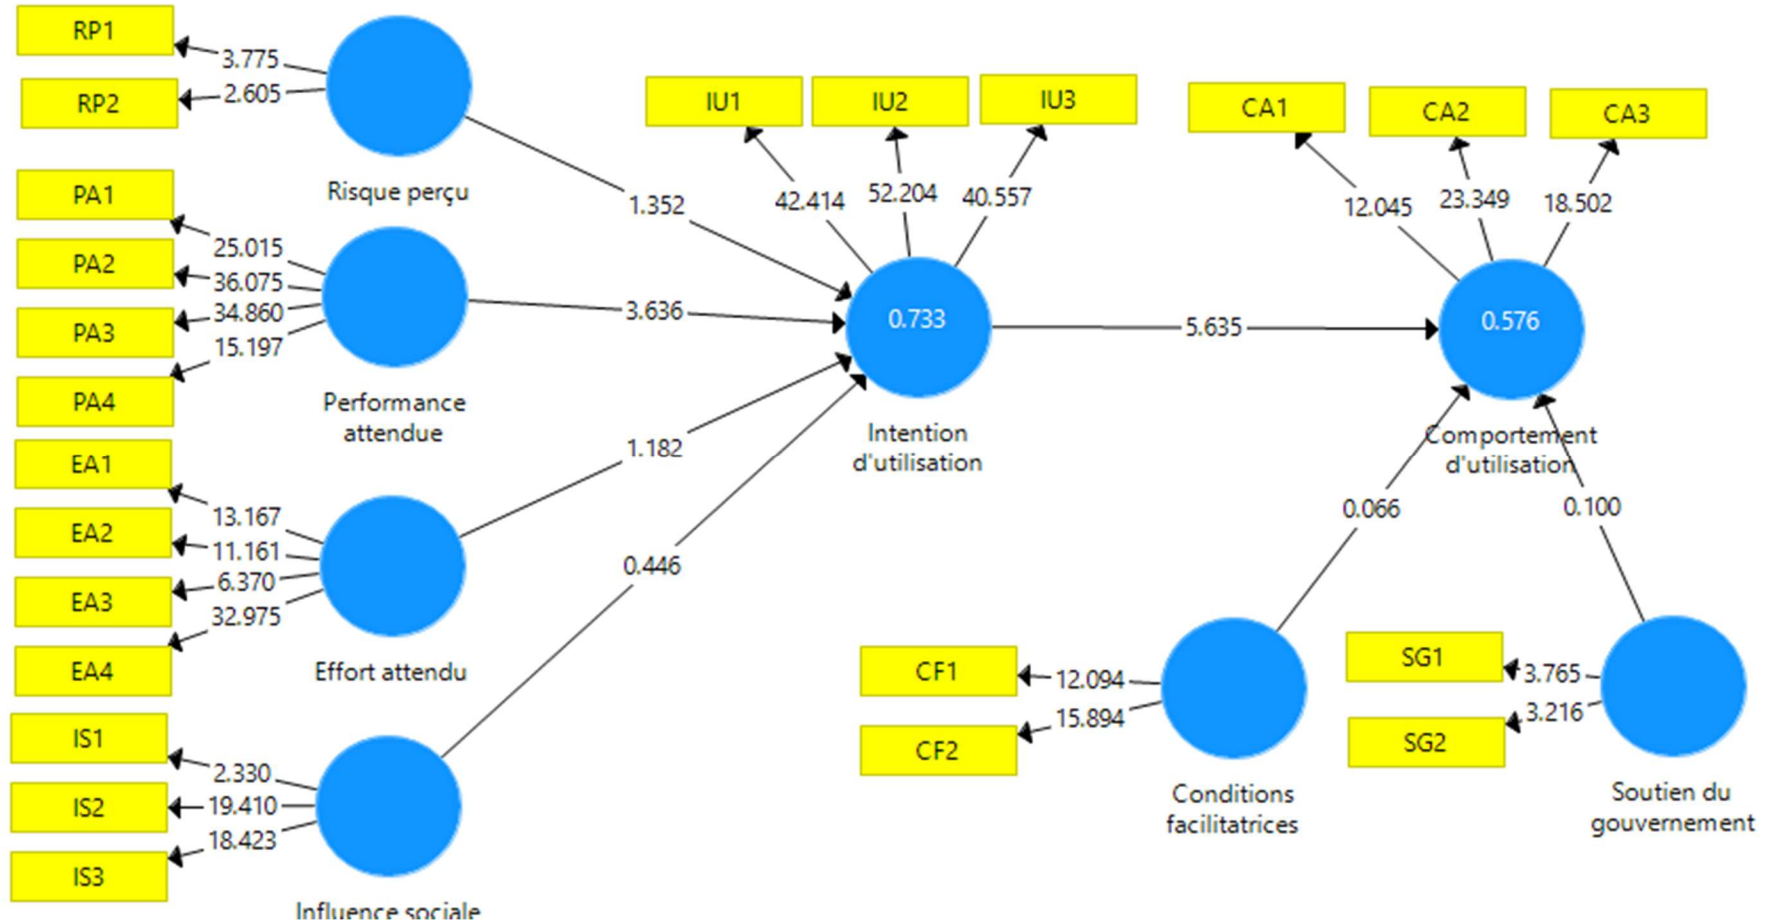 RP1
3.775
RP2
2.605
Risque perçu
1.352
PA1
25.015
PA2
36.075
PA3
34.860
PA4
15.197
Performance
attendue
3.636
EA1
13.167
EA2
11.161
EA3
6.370
EA4
32.975
Effort attendu
1.182
IS1
2.330
IS2
19.410
IS3
18.423
Influence sociale
0.446
IU1
IU2
IU3
42.414
52.204
40.557
0.733
Intention
d'utilisation
5.635
CA1
CA2
CA3
12.045
23.349
18.502
0.576
Comportement
d'utilisation
0.066
0.100
CF1
12.094
CF2
15.894
Conditions
facilitatrices
SG1
3.765
SG2
3.216
Soutien du
gouvernement